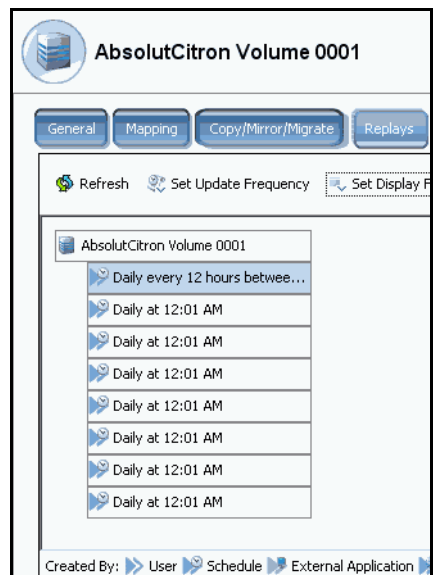 AbsolutCitron Volume 0001
General Mapping Copy/Mirror/Migrate Replays
Refresh Set Update Frequency Set Display F
AbsolutCitron Volume 0001
Daily every 12 hours betwee...
Daily at 12:01 AM
Daily at 12:01 AM
Daily at 12:01 AM
Daily at 12:01 AM
Daily at 12:01 AM
Daily at 12:01 AM
Daily at 12:01 AM
Created By: User Schedule External Application